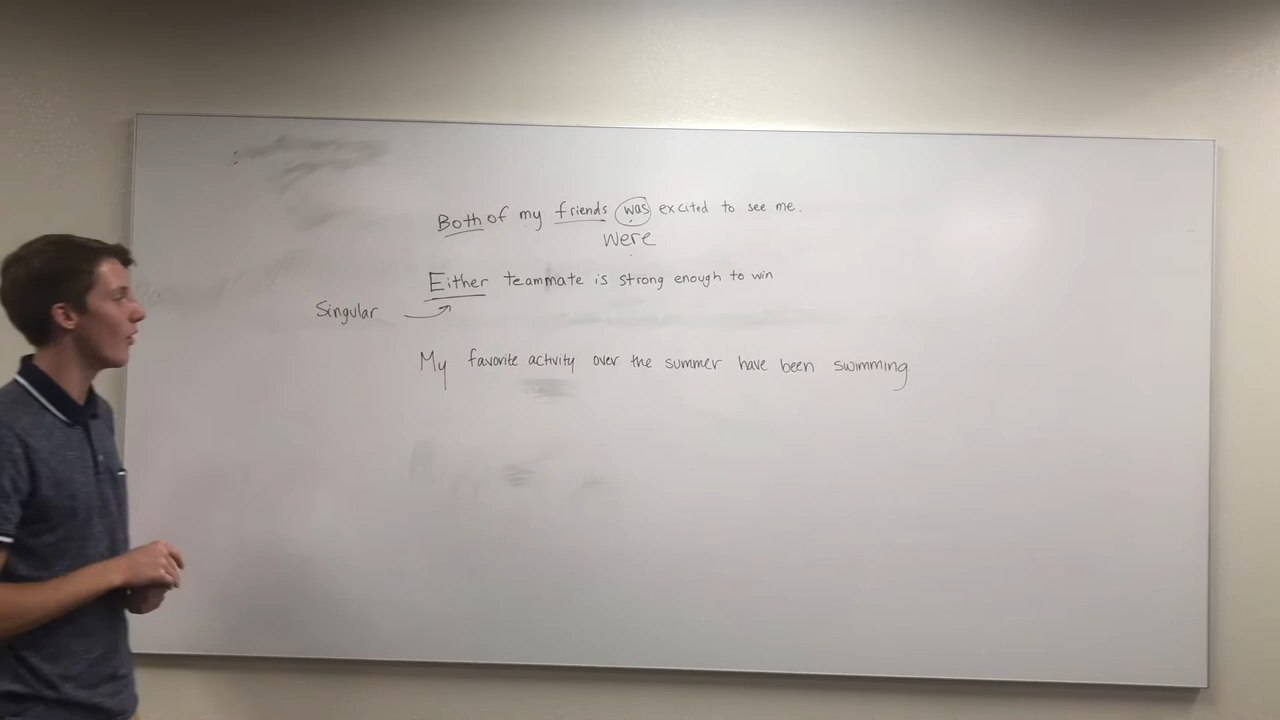 Both of my friends was excited to see me.
were
Either teammate is strong enough to win
Singular
My favorite activity over the summer have been swimming.